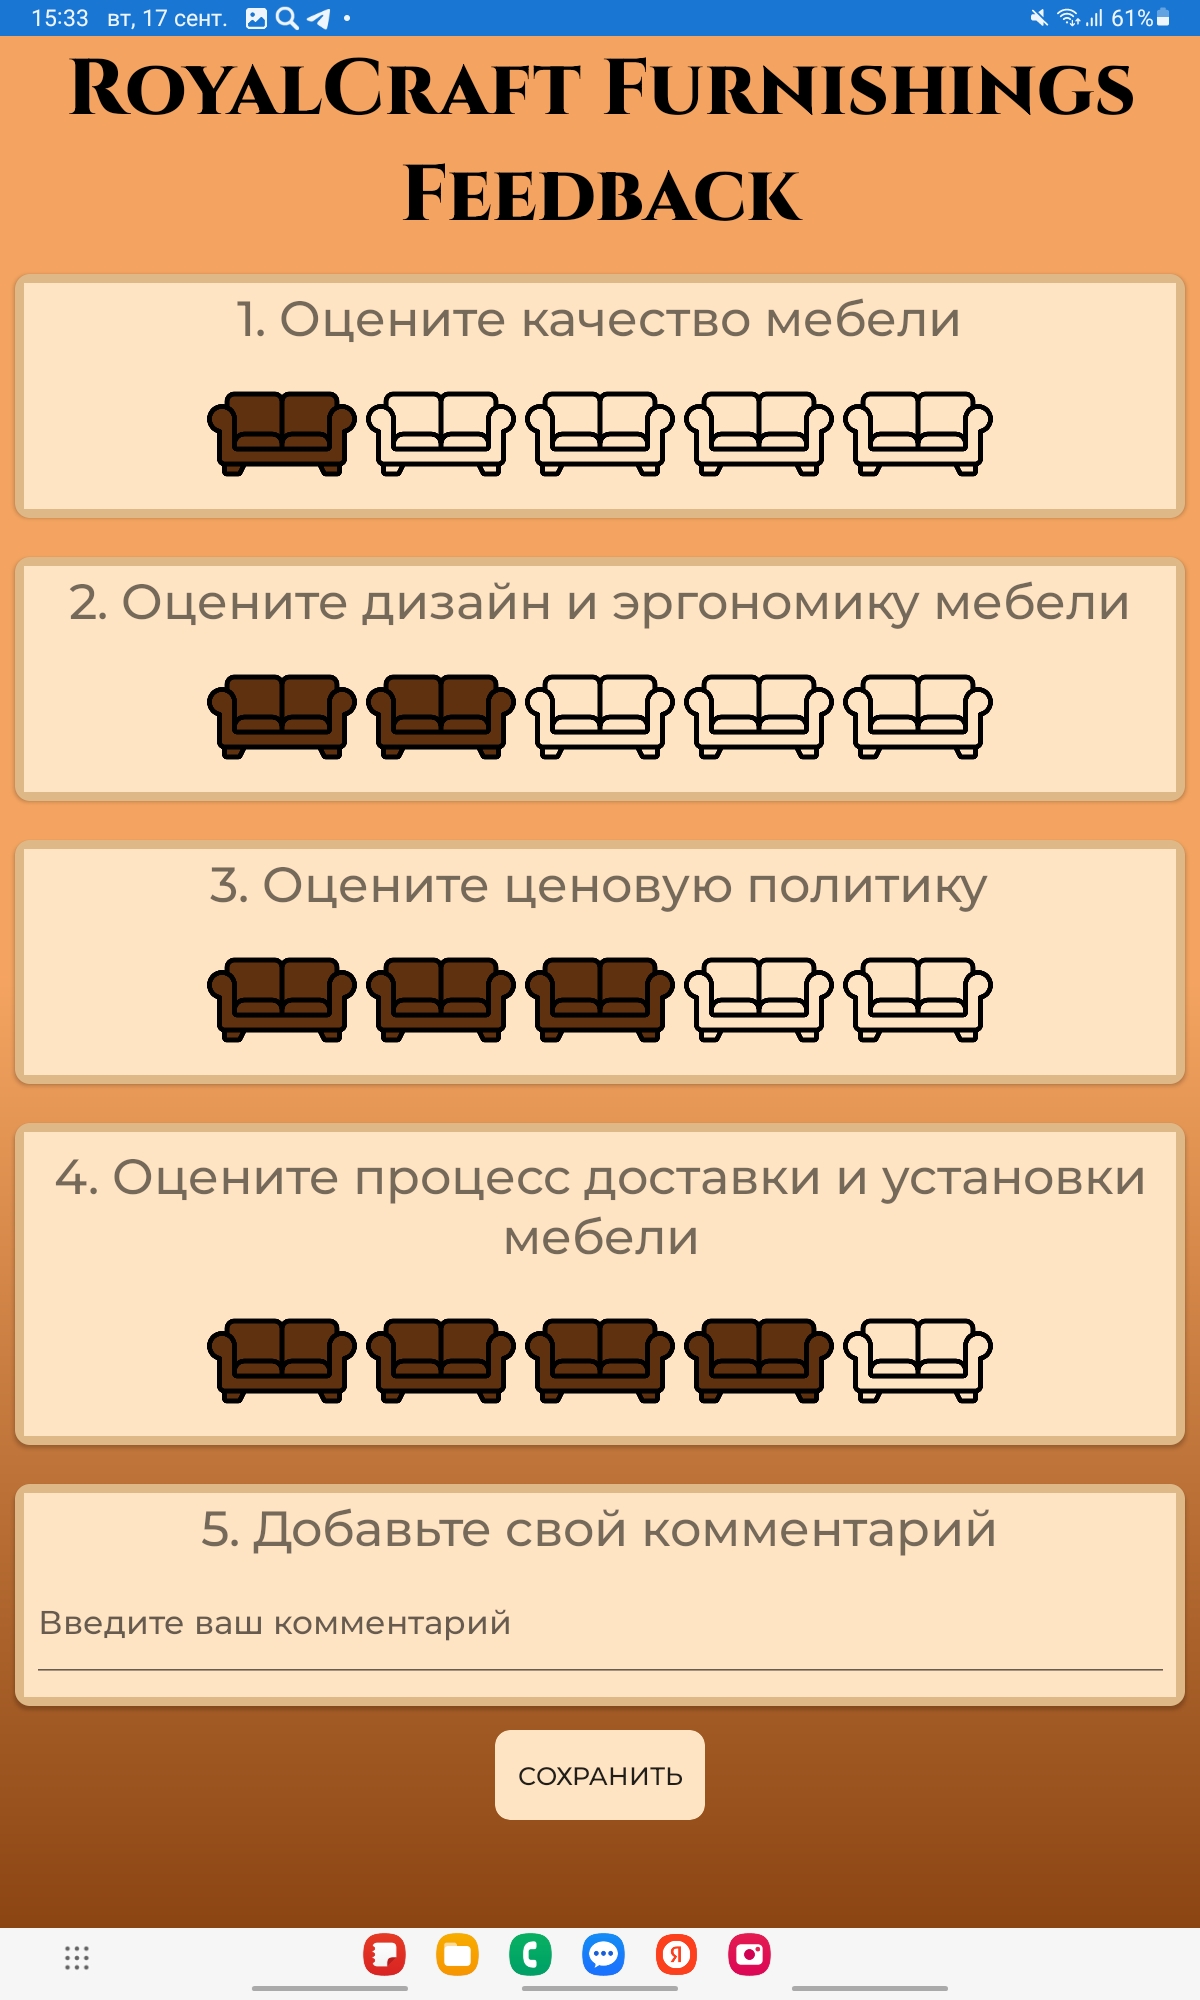 15:33 вт, 17 сент. 61%
RoyalCraft Furnishings
Feedback
1. Оцените качество мебели
2. Оцените дизайн и эргономику мебели
3. Оцените ценовую политику
4. Оцените процесс доставки и установки
мебели
5. Добавьте свой комментарий
Введите ваш комментарий
СОХРАНИТЬ
Я